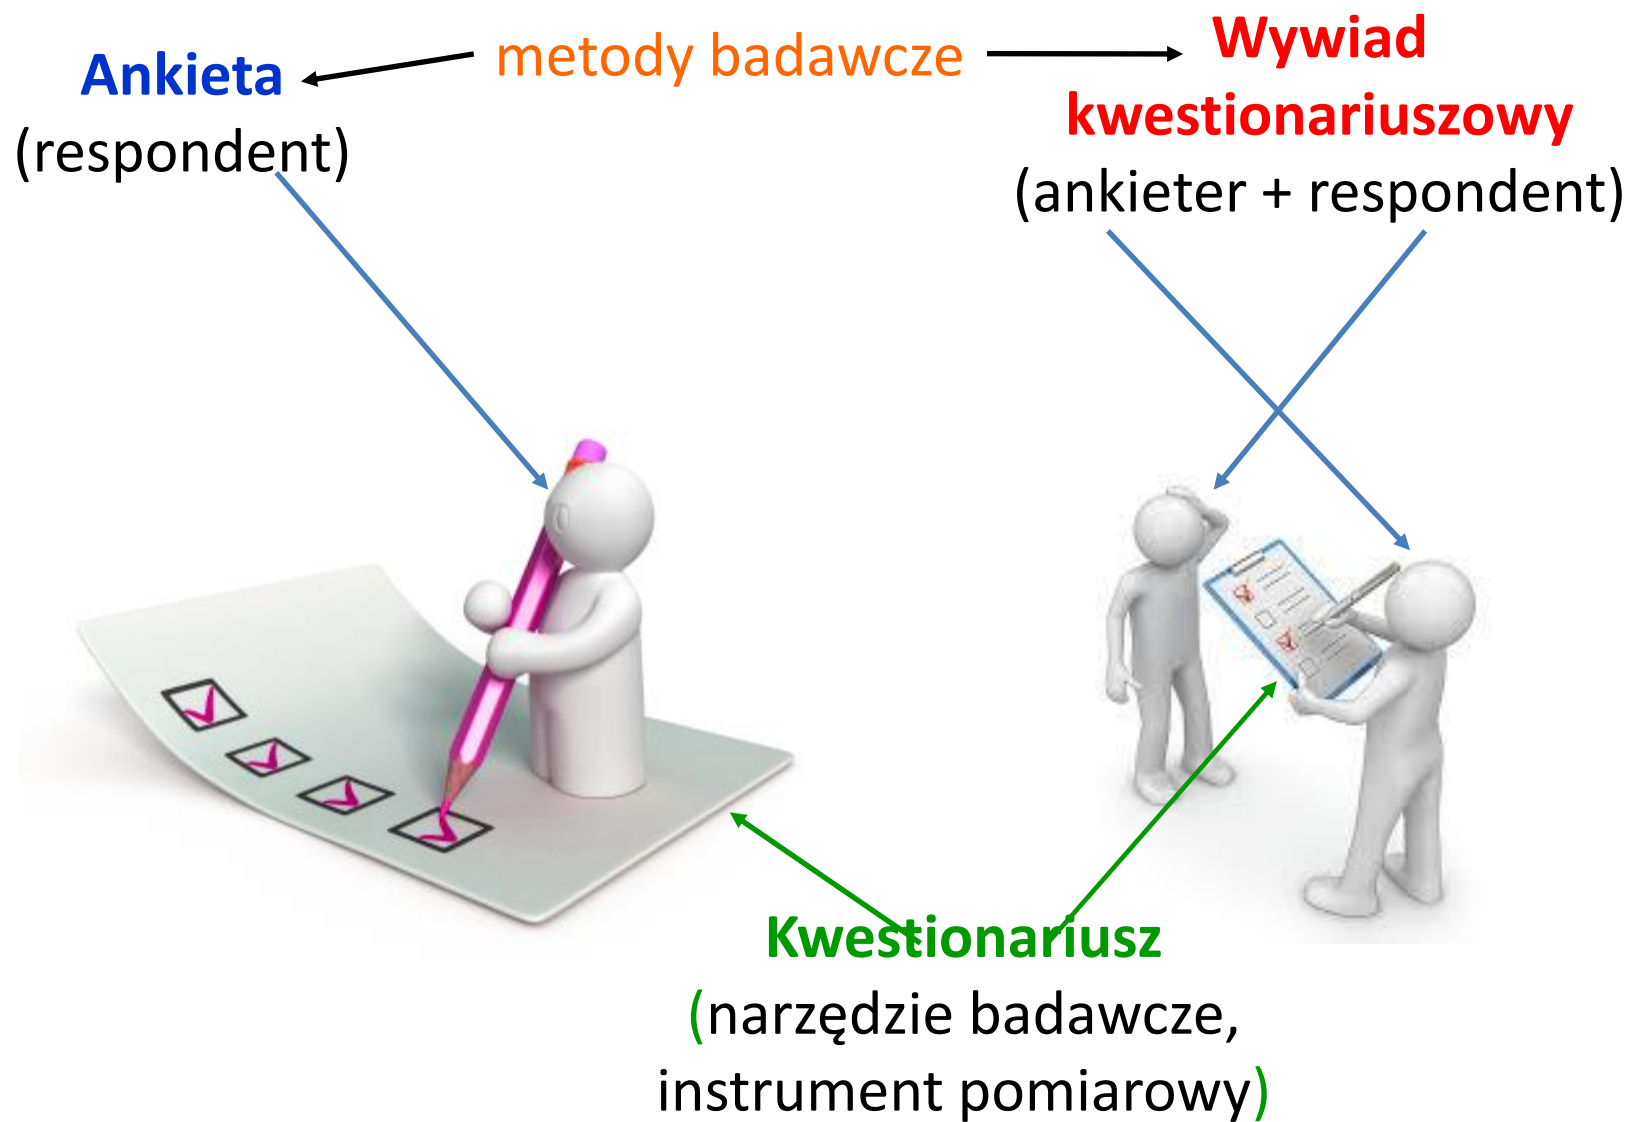 Ankieta
(respondent)
metody badawcze
Wywiad
kwestionariuszowy
(ankieter + respondent)
Kwestionariusz
(narzędzie badawcze,
instrument pomiarowy)